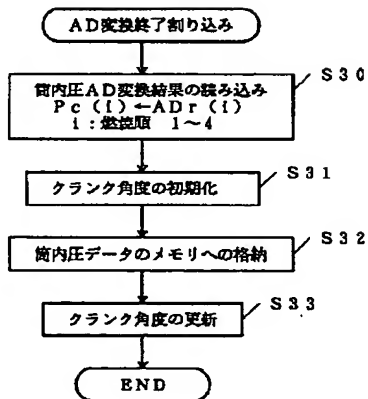 AD変換終了割り込み
S30
筒内圧AD変換結果の読み込み
Pc(i)←ADr(i)
i:燃焼順 1~4
S31
クランク角度の初期化
S32
筒内圧データのメモリへの格納
S33
クランク角度の更新
END